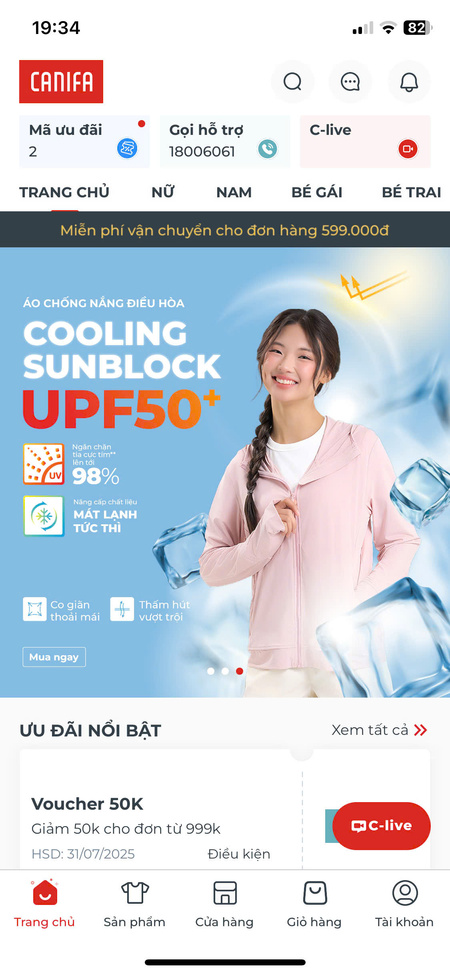 19:34
82
CANIFA
Mã ưu đãi
2
Gọi hỗ trợ
18006061
C-live
TRANG CHỦ
NỮ
NAM
BÉ GÁI
BÉ TRAI
Miễn phí vận chuyển cho đơn hàng 599.000đ
ÁO CHỐNG NẮNG ĐIỀU HÒA
COOLING
SUNBLOCK
UPF50+
UV
Ngăn chặn
tia cực tím**
lên tới
98%
Nâng cấp chất liệu
MÁT LẠNH
TỨC THÌ
Co giãn
thoải mái
Thấm hút
vượt trội
Mua ngay
ƯU ĐÃI NỔI BẬT
Xem tất cả
Voucher 50K
Giảm 50k cho đơn từ 999k
HSD: 31/07/2025
Điều kiện
C-live
Trang chủ
Sản phẩm
Cửa hàng
Giỏ hàng
Tài khoản